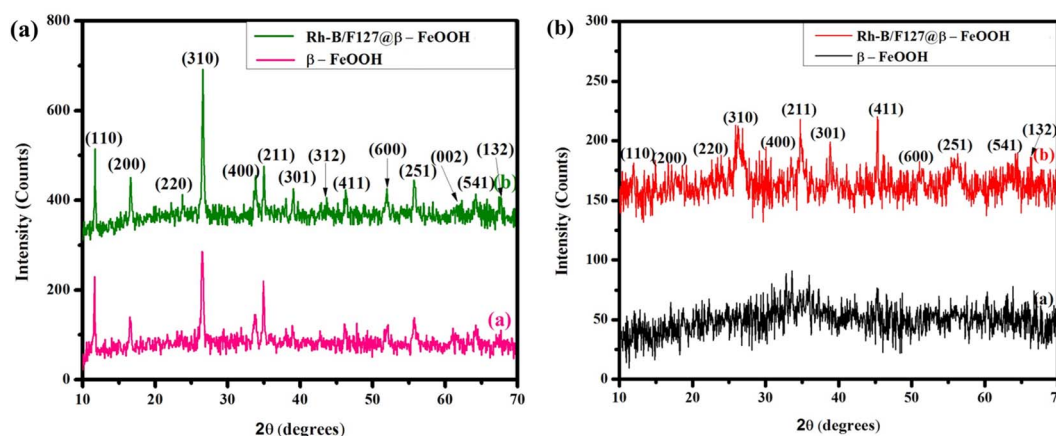 (a)
Rh-B/F127@β – FeOOH
β – FeOOH
(110)
(200)
(220)
(310)
(400)
(211)
(301)
(312)
(411)
(600)
(251)
(002)
(541)
(132)
(b)
(a)
800
600
400
200
0
10 20 30 40 50 60 70
Intensity (Counts)
2θ (degrees)
(b)
Rh-B/F127@β – FeOOH
β – FeOOH
(110)
(200)
(220)
(310)
(400)
(211)
(301)
(411)
(600)
(251)
(541)
(132)
(b)
(a)
300
250
200
150
100
50
0
10 20 30 40 50 60 70
Intensity (Counts)
2θ (degrees)